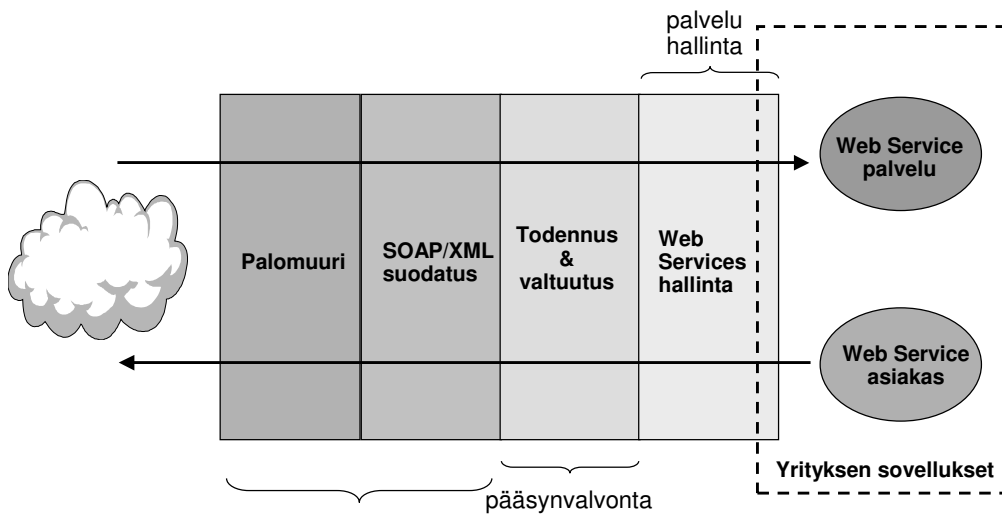 palvelu
hallinta
Web Service
palvelu
Palomuuri
SOAP/XML
suodatus
Todennus
&
valtuutus
Web
Services
hallinta
Web Service
asiakas
Yrityksen sovellukset
pääsynvalvonta